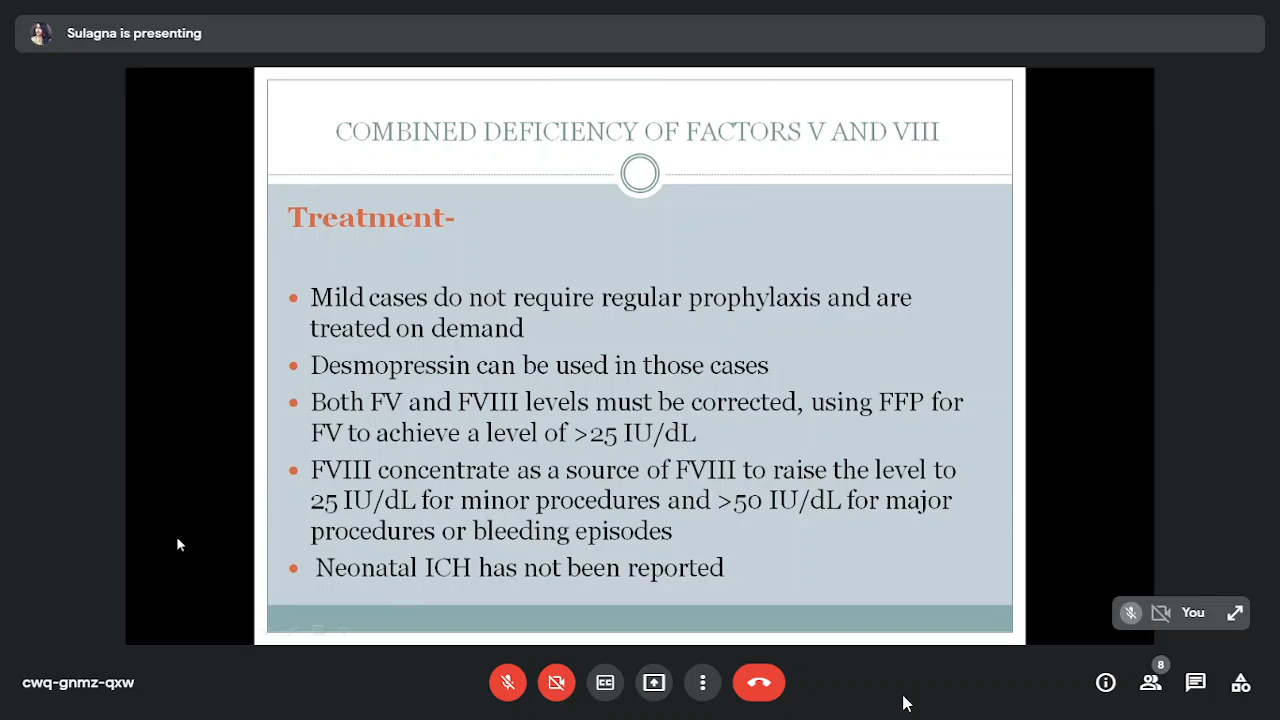 Sulagna is presenting
COMBINED DEFICIENCY OF FACTORS V AND VIII
Treatment-
• Mild cases do not require regular prophylaxis and are
treated on demand
• Desmopressin can be used in those cases
• Both FV and FVIII levels must be corrected, using FFP for
FV to achieve a level of >25 IU/dL
• FVIII concentrate as a source of FVIII to raise the level to
25 IU/dL for minor procedures and >50 IU/dL for major
procedures or bleeding episodes
• Neonatal ICH has not been reported
You
cwq-gnmz-qxw
CC
8